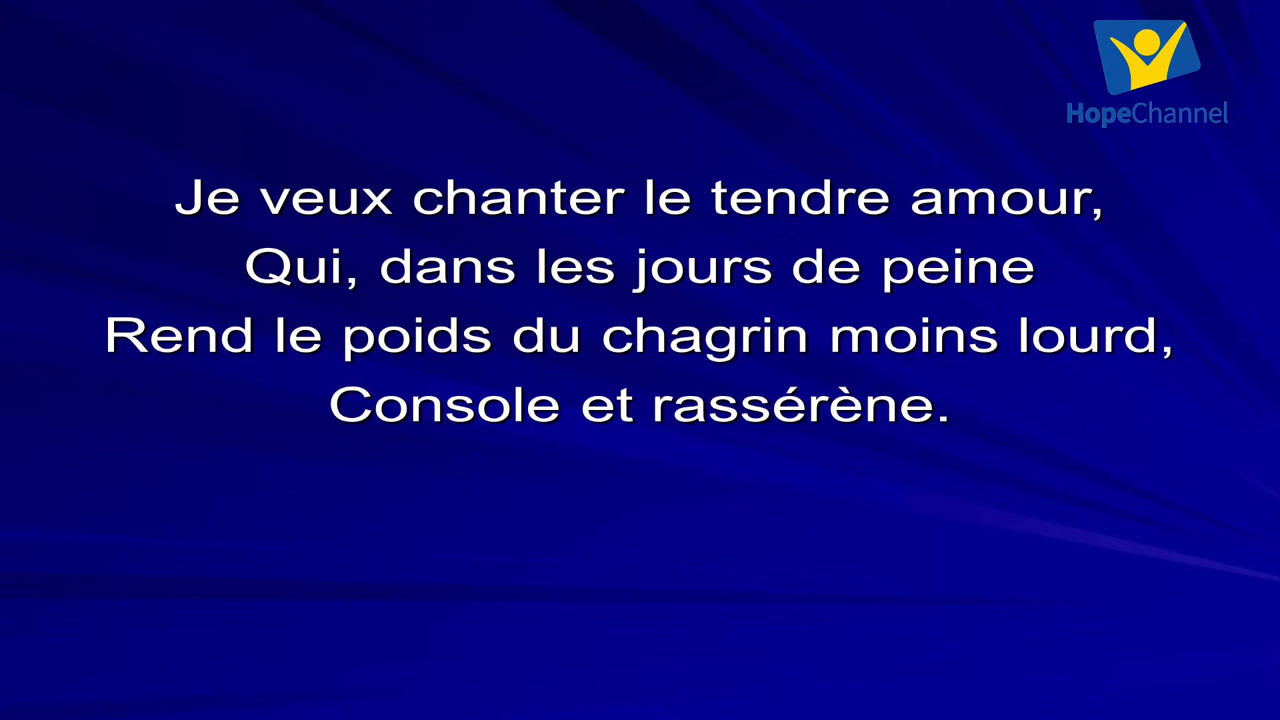 HopeChannel
Je veux chanter le tendre amour,
Qui, dans les jours de peine
Rend le poids du chagrin moins lourd,
Console et rassérène.